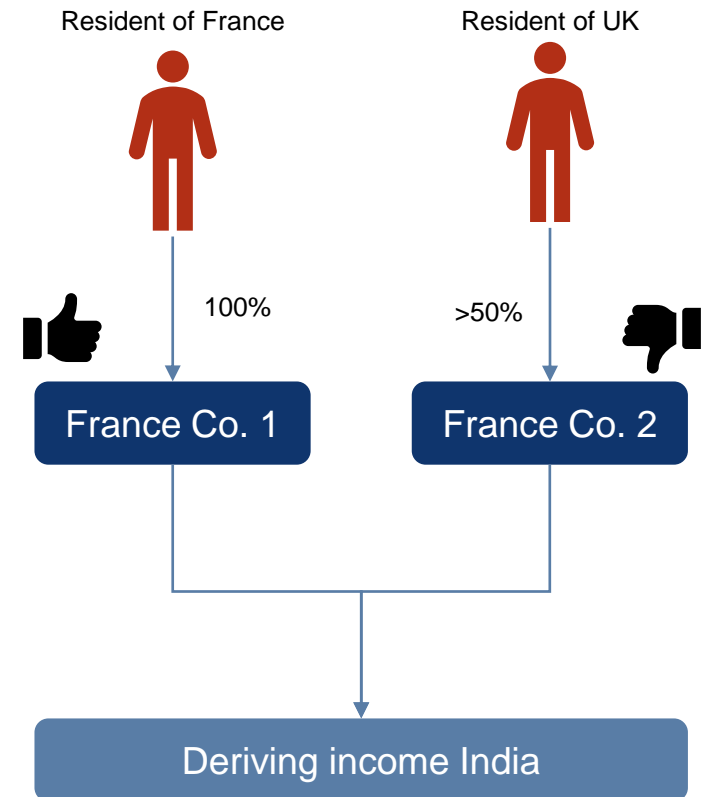 Resident of France
Resident of UK
100%
>50%
France Co. 1
France Co. 2
Deriving income India